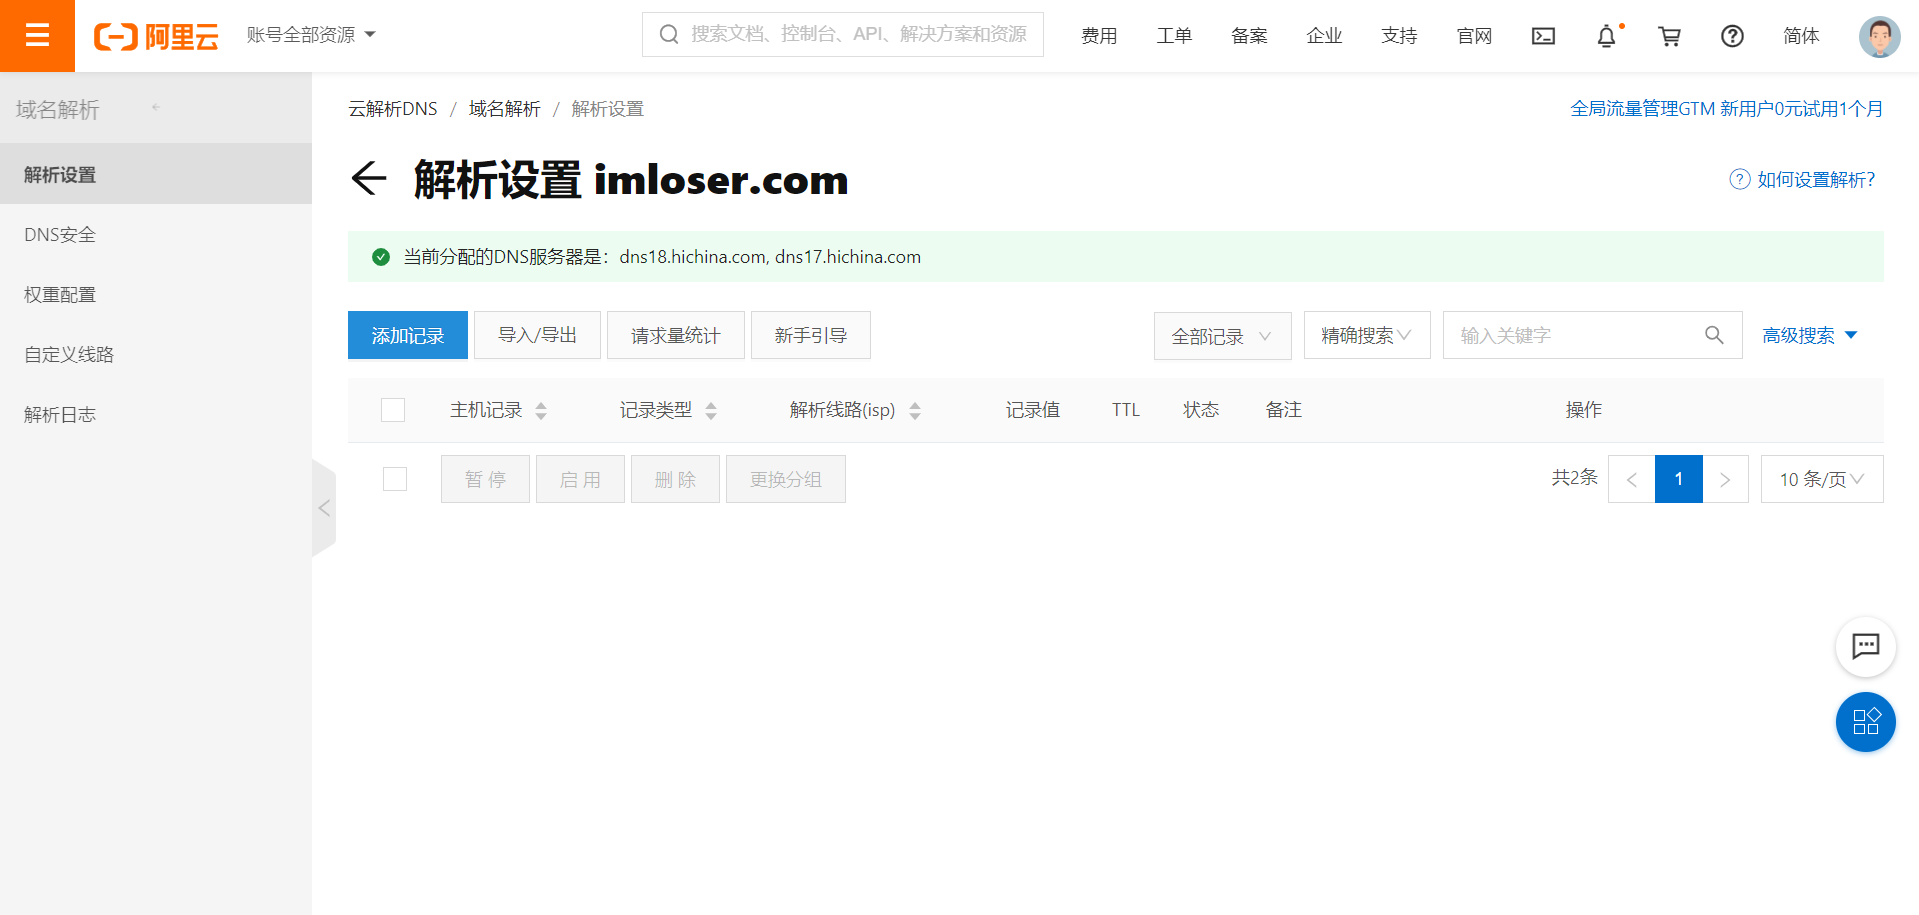 阿里云 账号全部资源 搜索文档、控制台、API、解决方案和资源 费用 工单 备案 企业 支持 官网 简体
域名解析
解析设置
DNS安全
权重配置
自定义线路
解析日志
云解析DNS / 域名解析 / 解析设置 全局流量管理GTM 新用户0元试用1个月
解析设置 imloser.com 如何设置解析?
当前分配的DNS服务器是：dns18.hichina.com, dns17.hichina.com
添加记录 导入/导出 请求量统计 新手引导 全部记录 精确搜索 输入关键字 高级搜索
主机记录 记录类型 解析线路(isp) 记录值 TTL 状态 备注 操作
暂 停 启 用 删 除 更换分组 共2条 < 1 > 10 条/页